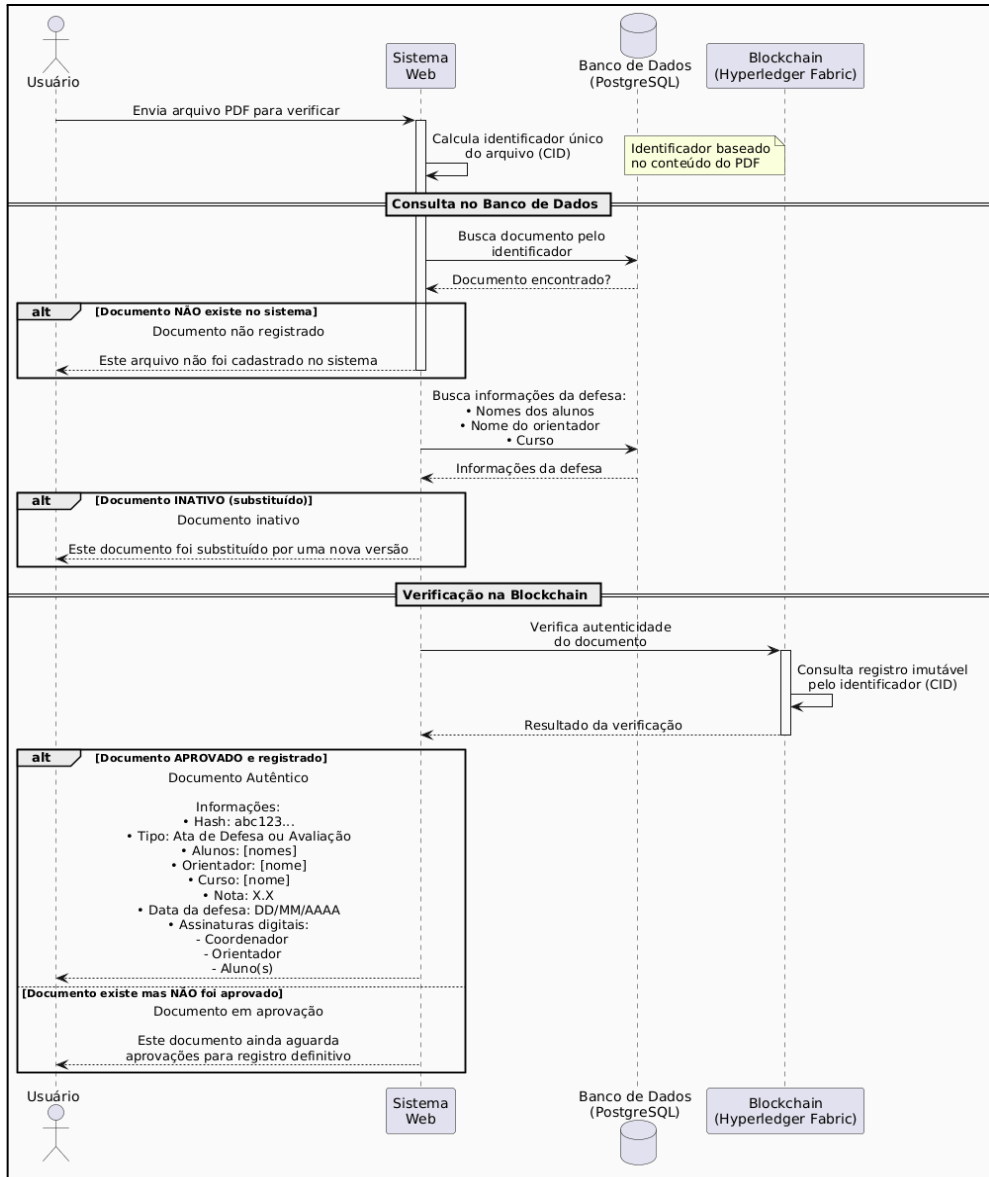 Usuário
Sistema
Web
Banco de Dados
(PostgreSQL)
Blockchain
(Hyperledger Fabric)
Envia arquivo PDF para verificar
Calcula identificador único
do arquivo (CID)
Identificador baseado
no conteúdo do PDF
Consulta no Banco de Dados
Busca documento pelo
identificador
Documento encontrado?
alt
[Documento NÃO existe no sistema]
Documento não registrado
Este arquivo não foi cadastrado no sistema
Busca informações da defesa:
• Nomes dos alunos
• Nome do orientador
• Curso
Informações da defesa
alt
[Documento INATIVO (substituído)]
Documento inativo
Este documento foi substituído por uma nova versão
Verificação na Blockchain
Verifica autenticidade
do documento
Consulta registro imutável
pelo identificador (CID)
Resultado da verificação
alt
[Documento APROVADO e registrado]
Documento Autêntico
Informações:
• Hash: abc123...
• Tipo: Ata de Defesa ou Avaliação
• Alunos: [nomes]
• Orientador: [nome]
• Curso: [nome]
• Nota: X.X
• Data da defesa: DD/MM/AAAA
• Assinaturas digitais:
- Coordenador
- Orientador
- Aluno(s)
[Documento existe mas NÃO foi aprovado]
Documento em aprovação
Este documento ainda aguarda
aprovações para registro definitivo
Usuário
Sistema
Web
Banco de Dados
(PostgreSQL)
Blockchain
(Hyperledger Fabric)